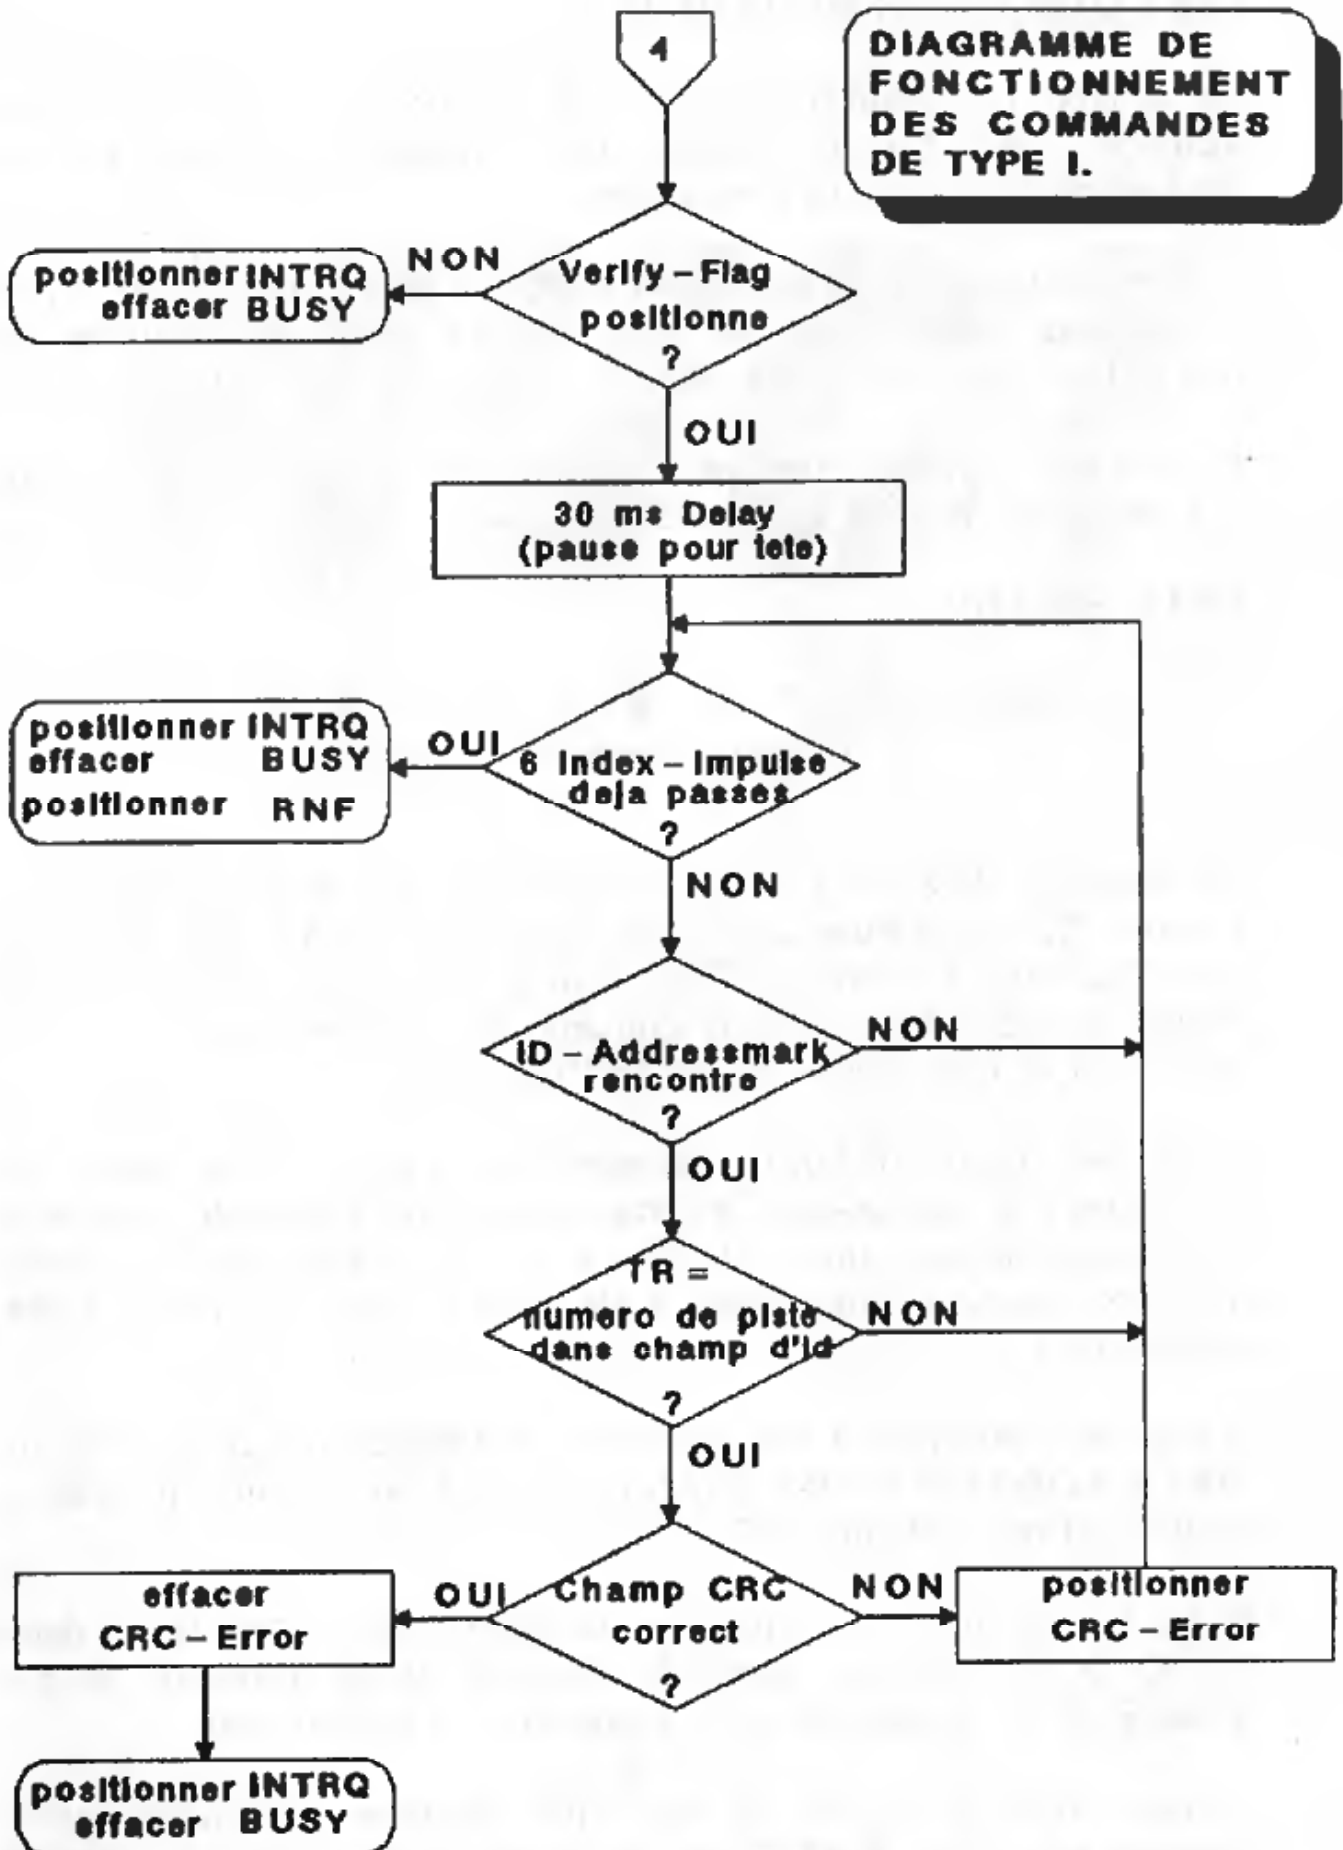 4
DIAGRAMME DE
FONCTIONNEMENT
DES COMMANDES
DE TYPE I.
Verify-Flag
positionne
?
NON
positionner INTRQ
effacer BUSY
OUI
30 ms Delay
(pause pour tete)
6 Index-Impulse
deja passes
?
OUI
positionner INTRQ
effacer BUSY
positionner RNF
NON
ID-Addressmark
rencontre
?
NON
OUI
TR =
numero de piste
dans champ d'id
?
NON
OUI
Champ CRC
correct
?
OUI
effacer
CRC-Error
NON
positionner
CRC-Error
positionner INTRQ
effacer BUSY